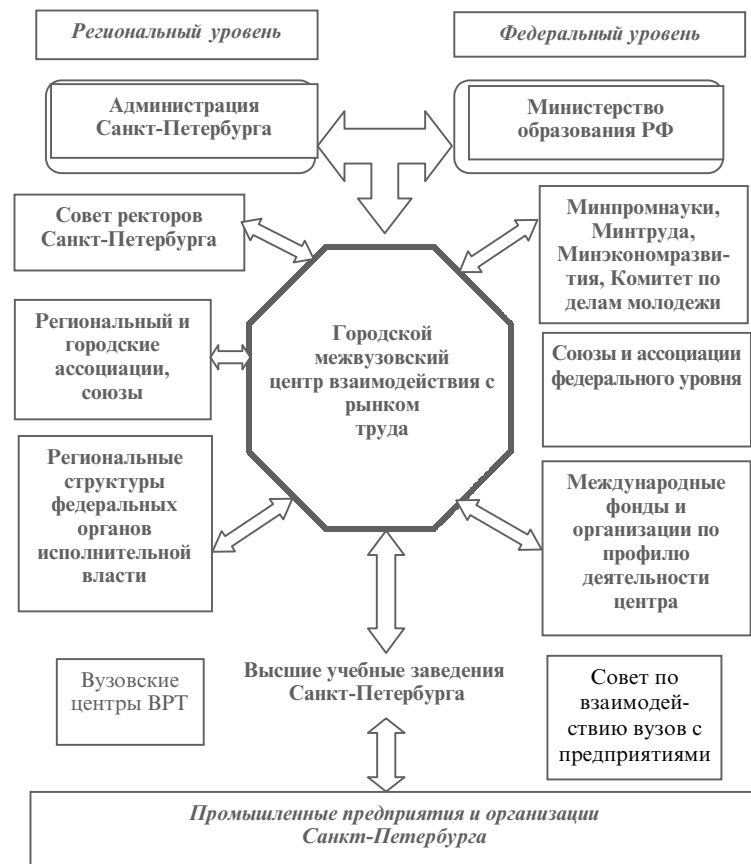 Региональный уровень
Федеральный уровень
Администрация
Санкт-Петербурга
Министерство
образования РФ
Совет ректоров
Санкт-Петербурга
Минпромнауки,
Минтруда,
Минэкономразви-
тия, Комитет по
делам молодежи
Региональный и
городские
ассоциации,
союзы
Городской
межвузовский
центр взаимодействия с
рынком
труда
Союзы и ассоциации
федерального уровня
Региональные
структуры
федеральных
органов
исполнительной
власти
Международные
фонды и
организации по
профилю
деятельности
центра
Вузовские
центры ВРТ
Высшие учебные заведения
Санкт-Петербурга
Совет по
взаимодей-
ствию вузов с
предприятиями
Промышленные предприятия и организации
Санкт-Петербурга